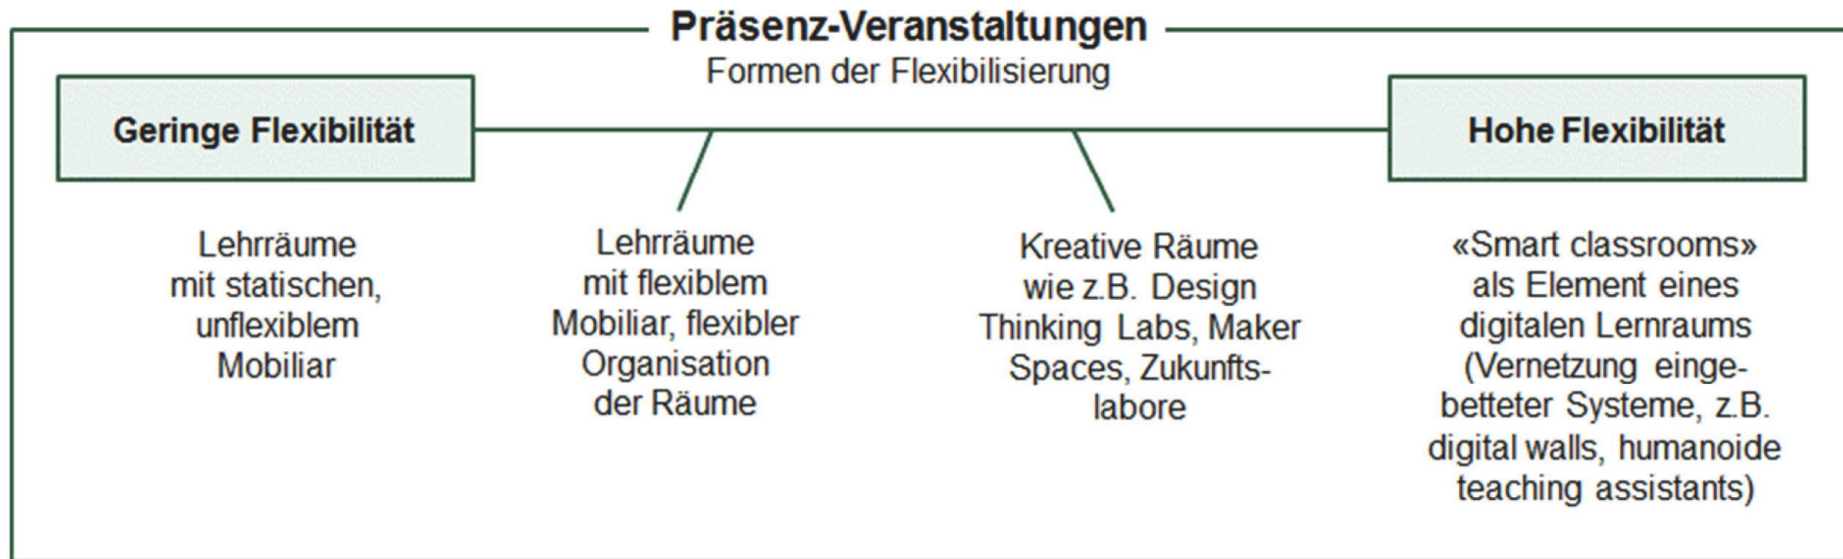 Präsenz-Veranstaltungen
Formen der Flexibilisierung
Geringe Flexibilität
Hohe Flexibilität
Lehrräume
mit statischen,
unflexiblem
Mobiliar
Lehrräume
mit flexiblem
Mobiliar, flexibler
Organisation
der Räume
Kreative Räume
wie z.B. Design
Thinking Labs, Maker
Spaces, Zukunfts-
labore
«Smart classrooms»
als Element eines
digitalen Lernraums
(Vernetzung einge-
betteter Systeme, z.B.
digital walls, humanoide
teaching assistants)